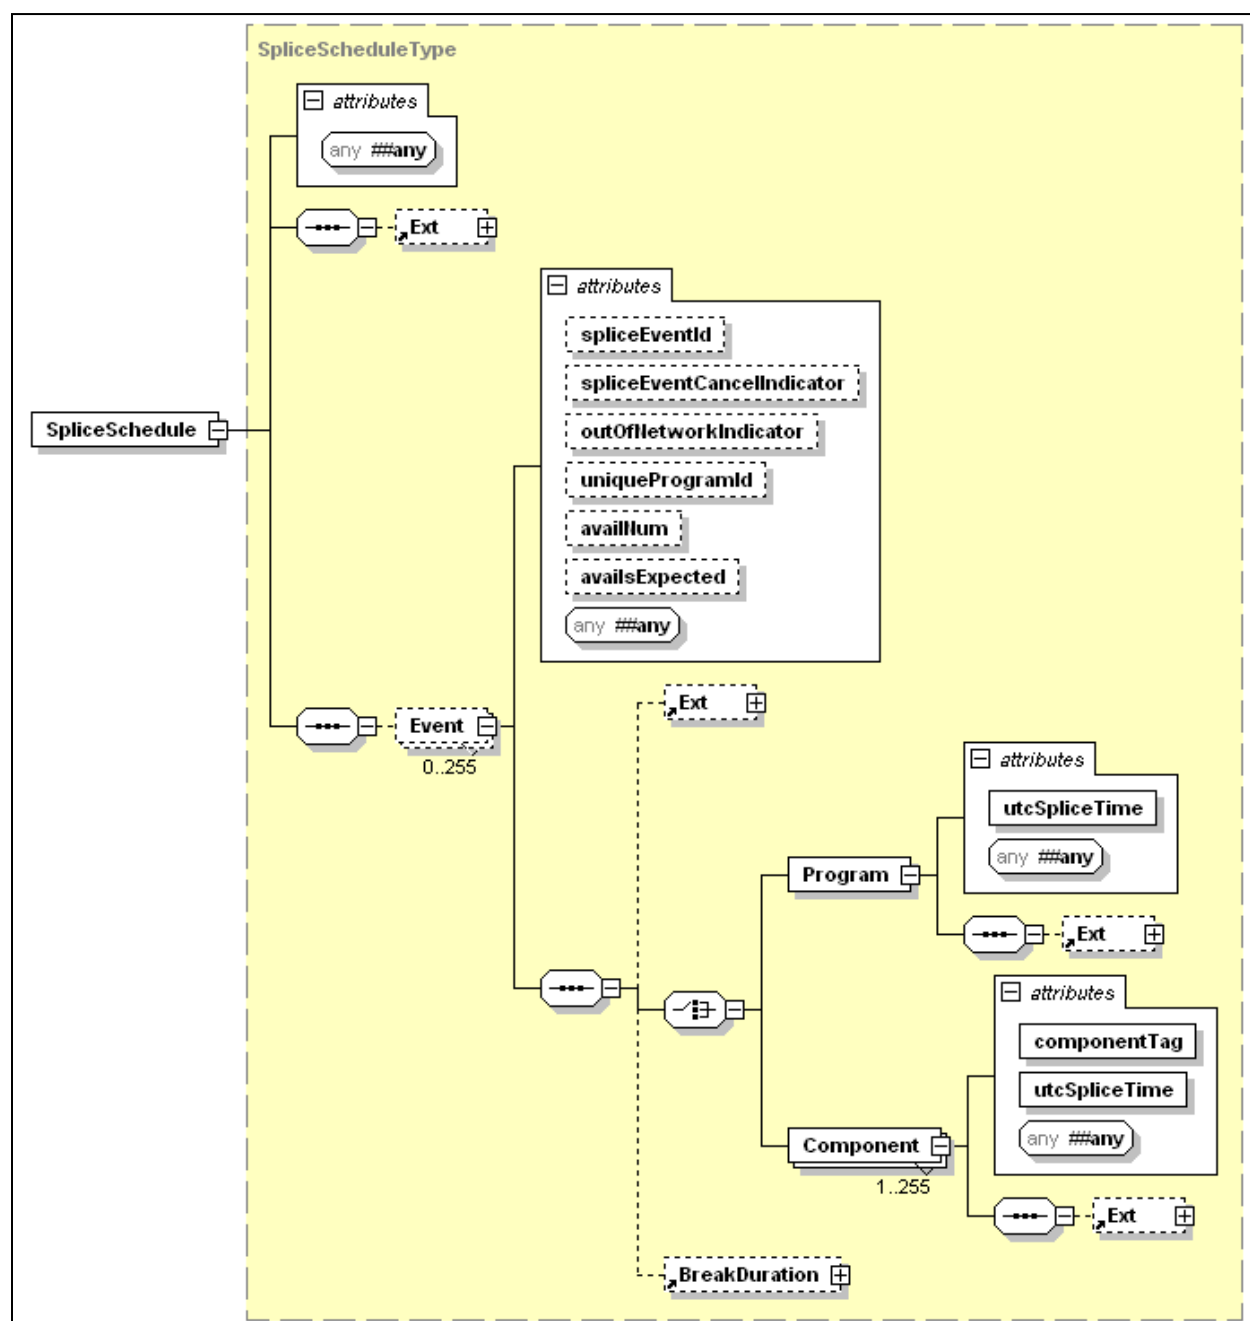 SpliceScheduleType
attributes
any ##any
Ext
attributes
spliceEventId
spliceEventCancelIndicator
outOfNetworkIndicator
uniqueProgramId
availNum
availsExpected
any ##any
SpliceSchedule
Event
0..255
Ext
attributes
utcSpliceTime
any ##any
Program
Ext
attributes
componentTag
utcSpliceTime
any ##any
Component
1..255
Ext
BreakDuration